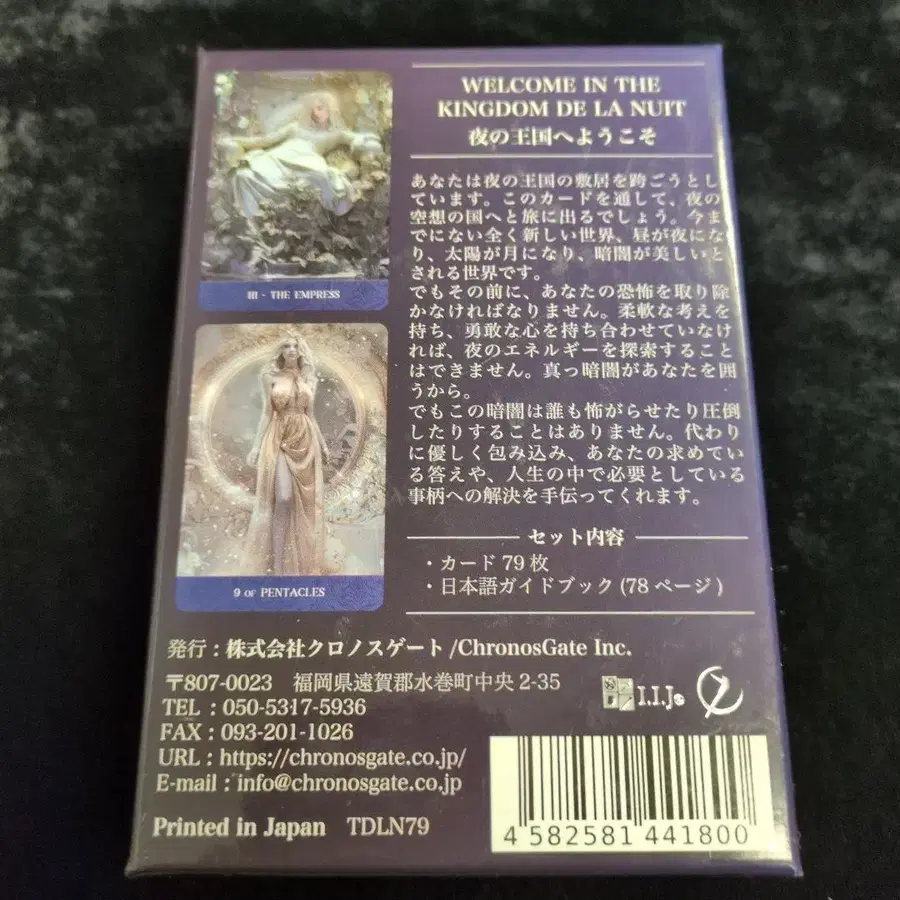 III · THE EMPRESS
9 OF PENTACLES
WELCOME IN THE
KINGDOM DE LA NUIT
夜の王国へようこそ
あなたは夜の王国の敷居を跨ごうとし
ています。このカードを通して、夜の
空想の国へと旅に出るでしょう。今ま
でにない全く新しい世界、昼が夜にな
り、太陽が月になり、暗闇が美しいと
される世界です。
でもその前に、あなたの恐怖を取り除
かなければなりません。柔軟な考えを
持ち、勇敢な心を持ち合わせていなけ
れば、夜のエネルギーを探索すること
はできません。真っ暗闇があなたを囲
うから。
でもこの暗闇は誰も怖がらせたり圧倒
したりすることはありません。代わり
に優しく包み込み、あなたの求めてい
る答えや、人生の中で必要としている
事柄への解決を手伝ってくれます。
セット内容
・カード 79 枚
・日本語ガイドブック (78 ページ)
発行 : 株式会社クロノスゲート /ChronosGate Inc.
〒807-0023 福岡県遠賀郡水巻町中央 2-35
TEL : 050-5317-5936
FAX : 093-201-1026
URL : https://chronosgate.co.jp/
E-mail : info@chronosgate.co.jp
I.I.J.
Printed in Japan TDLN79
4 582581 441800